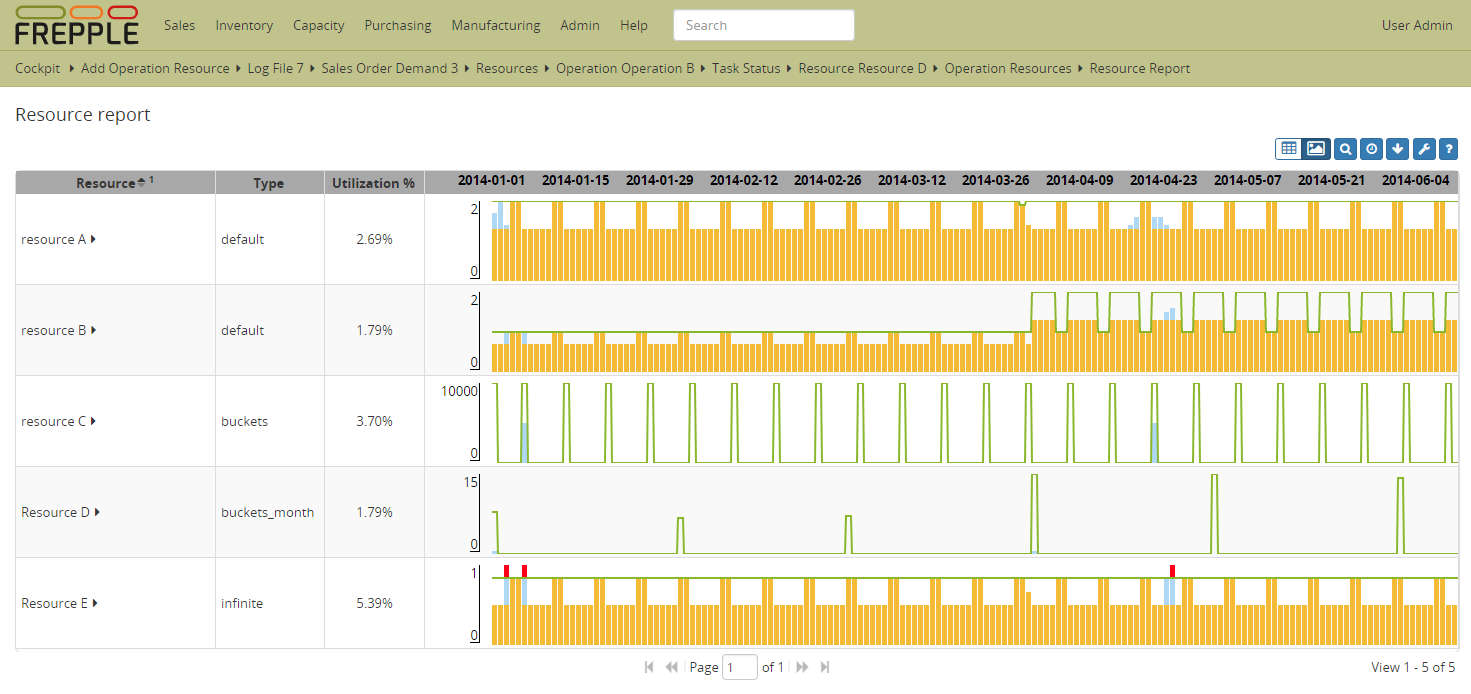 FREPPLE Sales Inventory Capacity Purchasing Manufacturing Admin Help Search User Admin
Cockpit Add Operation Resource Log File 7 Sales Order Demand 3 Resources Operation Operation B Task Status Resource Resource D Operation Resources Resource Report
Resource report
?
Resource 1 Type Utilization % 2014-01-01 2014-01-15 2014-01-29 2014-02-12 2014-02-26 2014-03-12 2014-03-26 2014-04-09 2014-04-23 2014-05-07 2014-05-21 2014-06-04
2
resource A default 2.69%
0
2
resource B default 1.79%
0
10000
resource C buckets 3.70%
0
15
Resource D buckets_month 1.79%
0
1
Resource E infinite 5.39%
0
Page 1 of 1 View 1 - 5 of 5